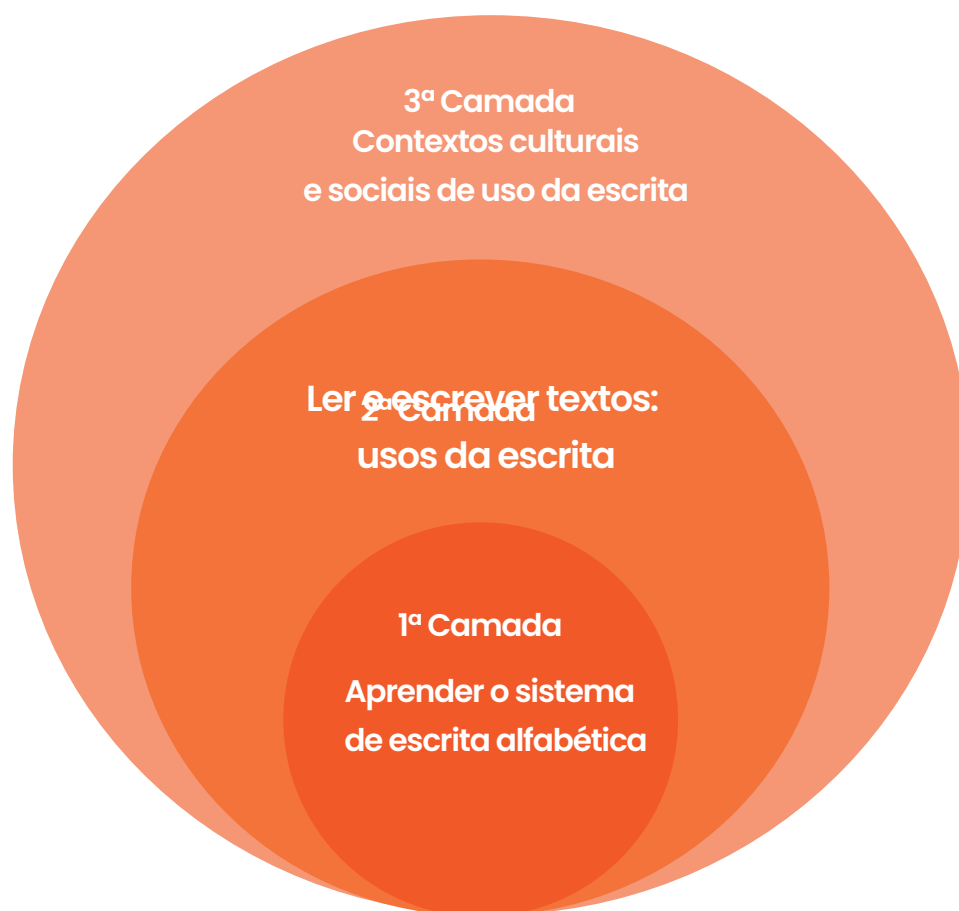 3ª Camada
Contextos culturais
e sociais de uso da escrita
Ler e escrever textos:
2ª Camada
usos da escrita
1ª Camada
Aprender o sistema
de escrita alfabética